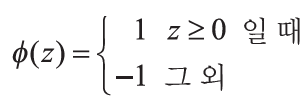 ϕ(z) = { 1 z ≥ 0 일 때
−1 그 외